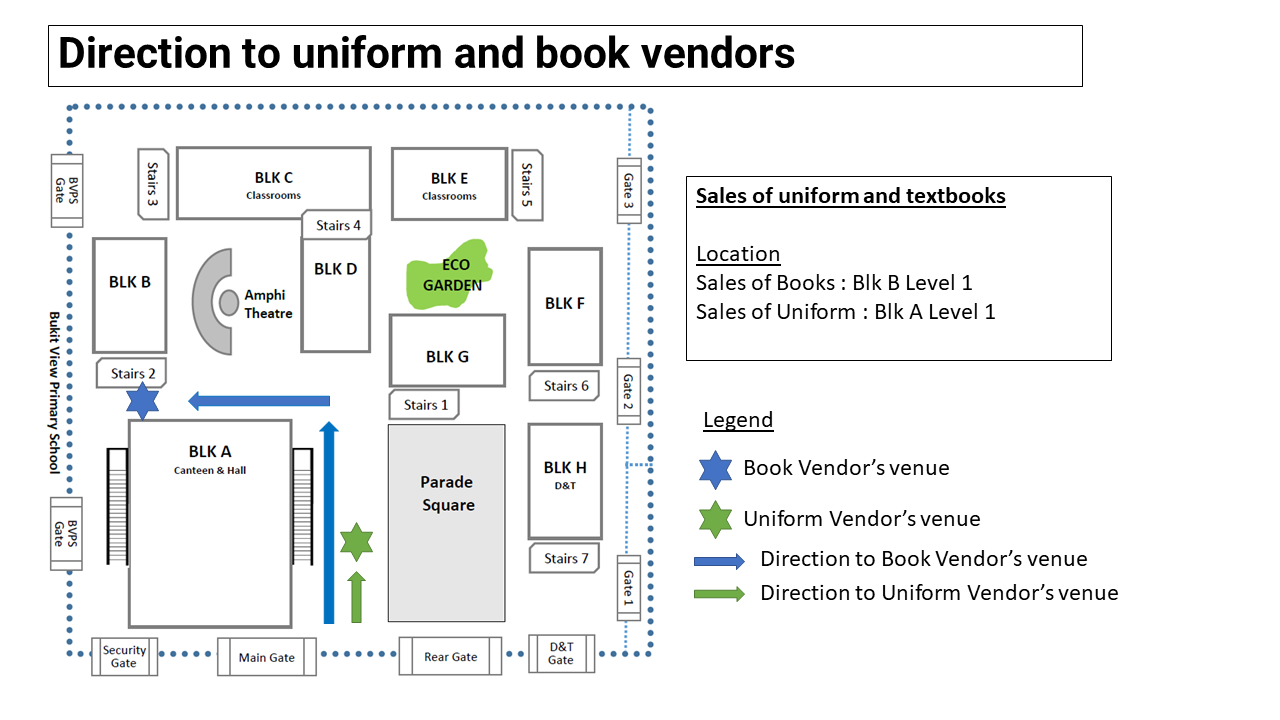 Direction to uniform and book vendors
BVPS
Gate
Stairs 3
BLK C
Classrooms
BLK E
Classrooms
Stairs 5
Gate 3
Stairs 4
BLK B
Amphi
Theatre
BLK D
ECO
GARDEN
BLK F
BLK G
Stairs 2
Stairs 1
Stairs 6
Gate 2
Bukit View Primary School
BLK A
Canteen & Hall
Parade
Square
BLK H
D&T
BVPS
Gate
Stairs 7
Gate 1
Security
Gate
Main Gate
Rear Gate
D&T
Gate
Sales of uniform and textbooks
Location
Sales of Books : Blk B Level 1
Sales of Uniform : Blk A Level 1
Legend
Book Vendor’s venue
Uniform Vendor’s venue
Direction to Book Vendor’s venue
Direction to Uniform Vendor’s venue